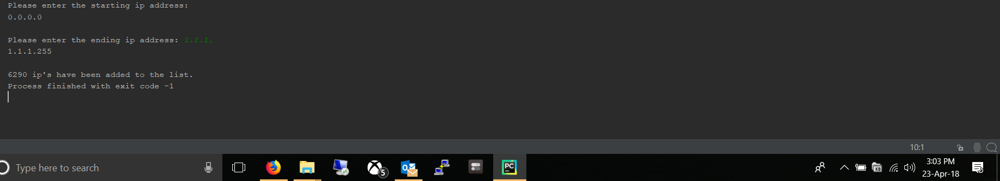 Please enter the starting ip address:
0.0.0.0
Please enter the ending ip address: 1.1.1.
1.1.1.255
6290 ip's have been added to the list.
Process finished with exit code -1
10:1
Type here to search
5
PC
KB
3:03 PM
23-Apr-18